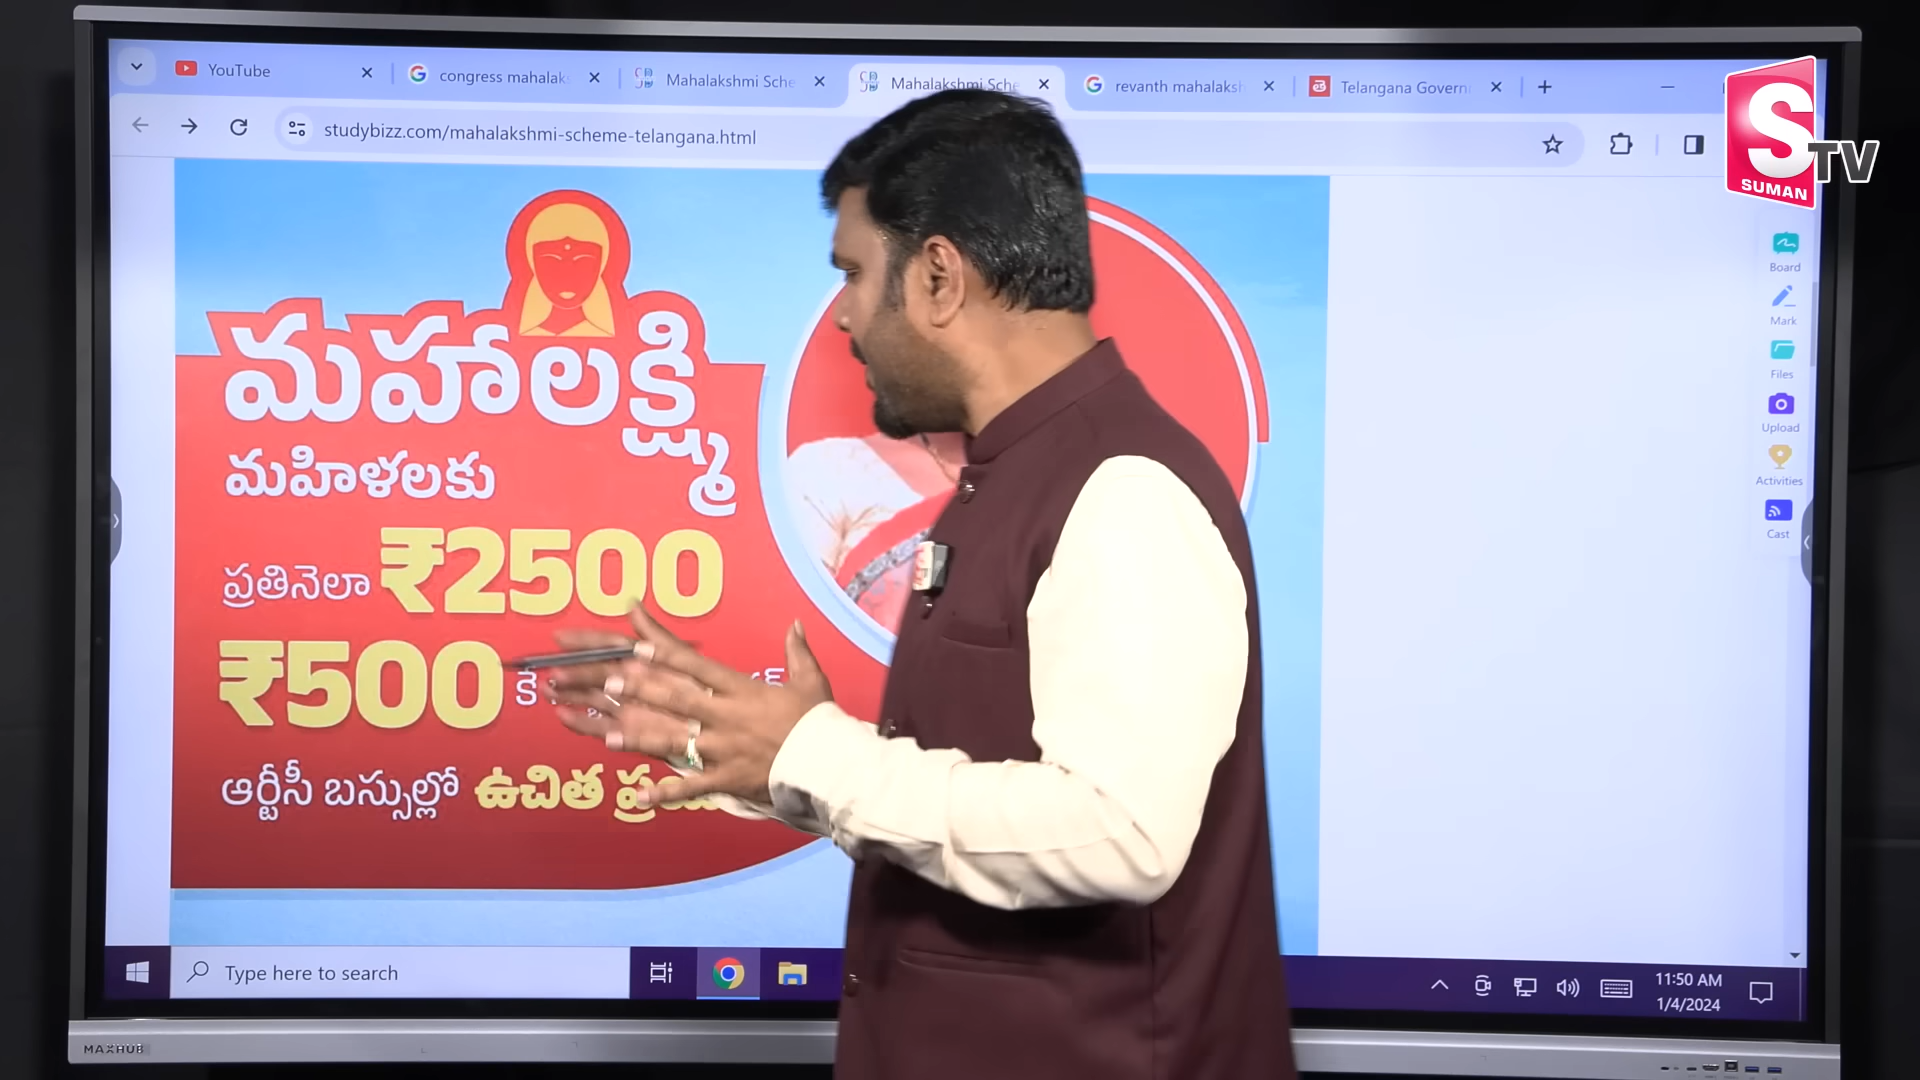 YouTube
congress mahalak
Mahalakshmi Sche
Mahalakshmi Sche
revanth mahalaksh
Telangana Govern
studybizz.com/mahalakshmi-scheme-telangana.html
S TV
SUMAN
Board
Mark
Files
Upload
Activities
Cast
మహాలక్ష్మి
మహిళలకు
ప్రతినెలా ₹2500
₹500 కే
ఆర్టీసీ బస్సుల్లో ఉచిత
Type here to search
11:50 AM
1/4/2024
MAXHUB